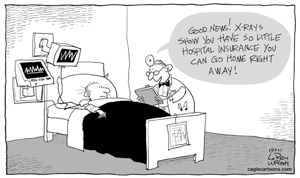 GOOD NEWS! X-RAYS
SHOW YOU HAVE SO LITTLE
HOSPITAL INSURANCE YOU
CAN GO HOME RIGHT
AWAY!
caglecartoons.com